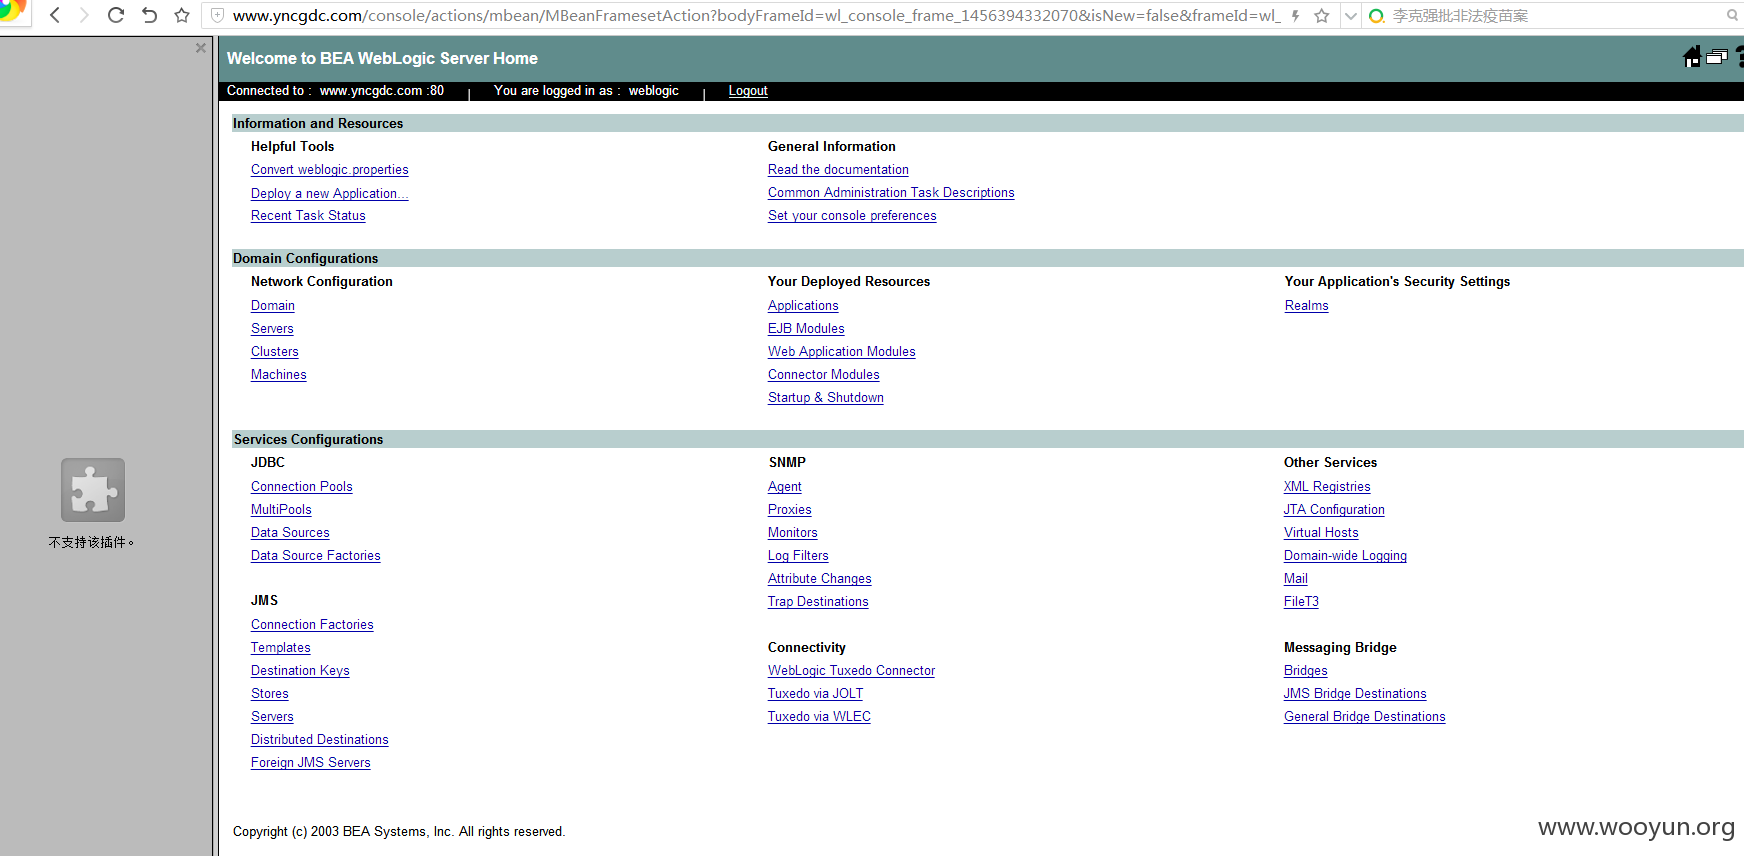 www.yncgdc.com/console/actions/mbean/MBeanFramesetAction?bodyFrameId=wl_console_frame_1456394332070&isNew=false&frameId=wl_
李克强批非法疫苗案
Welcome to BEA WebLogic Server Home
Connected to : www.yncgdc.com :80 | You are logged in as : weblogic | Logout
Information and Resources
Helpful Tools
Convert weblogic.properties
Deploy a new Application...
Recent Task Status
General Information
Read the documentation
Common Administration Task Descriptions
Set your console preferences
Domain Configurations
Network Configuration
Domain
Servers
Clusters
Machines
Your Deployed Resources
Applications
EJB Modules
Web Application Modules
Connector Modules
Startup & Shutdown
Your Application's Security Settings
Realms
Services Configurations
JDBC
Connection Pools
MultiPools
Data Sources
Data Source Factories
SNMP
Agent
Proxies
Monitors
Log Filters
Attribute Changes
Trap Destinations
Other Services
XML Registries
JTA Configuration
Virtual Hosts
Domain-wide Logging
Mail
FileT3
JMS
Connection Factories
Templates
Destination Keys
Stores
Servers
Distributed Destinations
Foreign JMS Servers
Connectivity
WebLogic Tuxedo Connector
Tuxedo via JOLT
Tuxedo via WLEC
Messaging Bridge
Bridges
JMS Bridge Destinations
General Bridge Destinations
不支持该插件。
Copyright (c) 2003 BEA Systems, Inc. All rights reserved.
www.wooyun.org